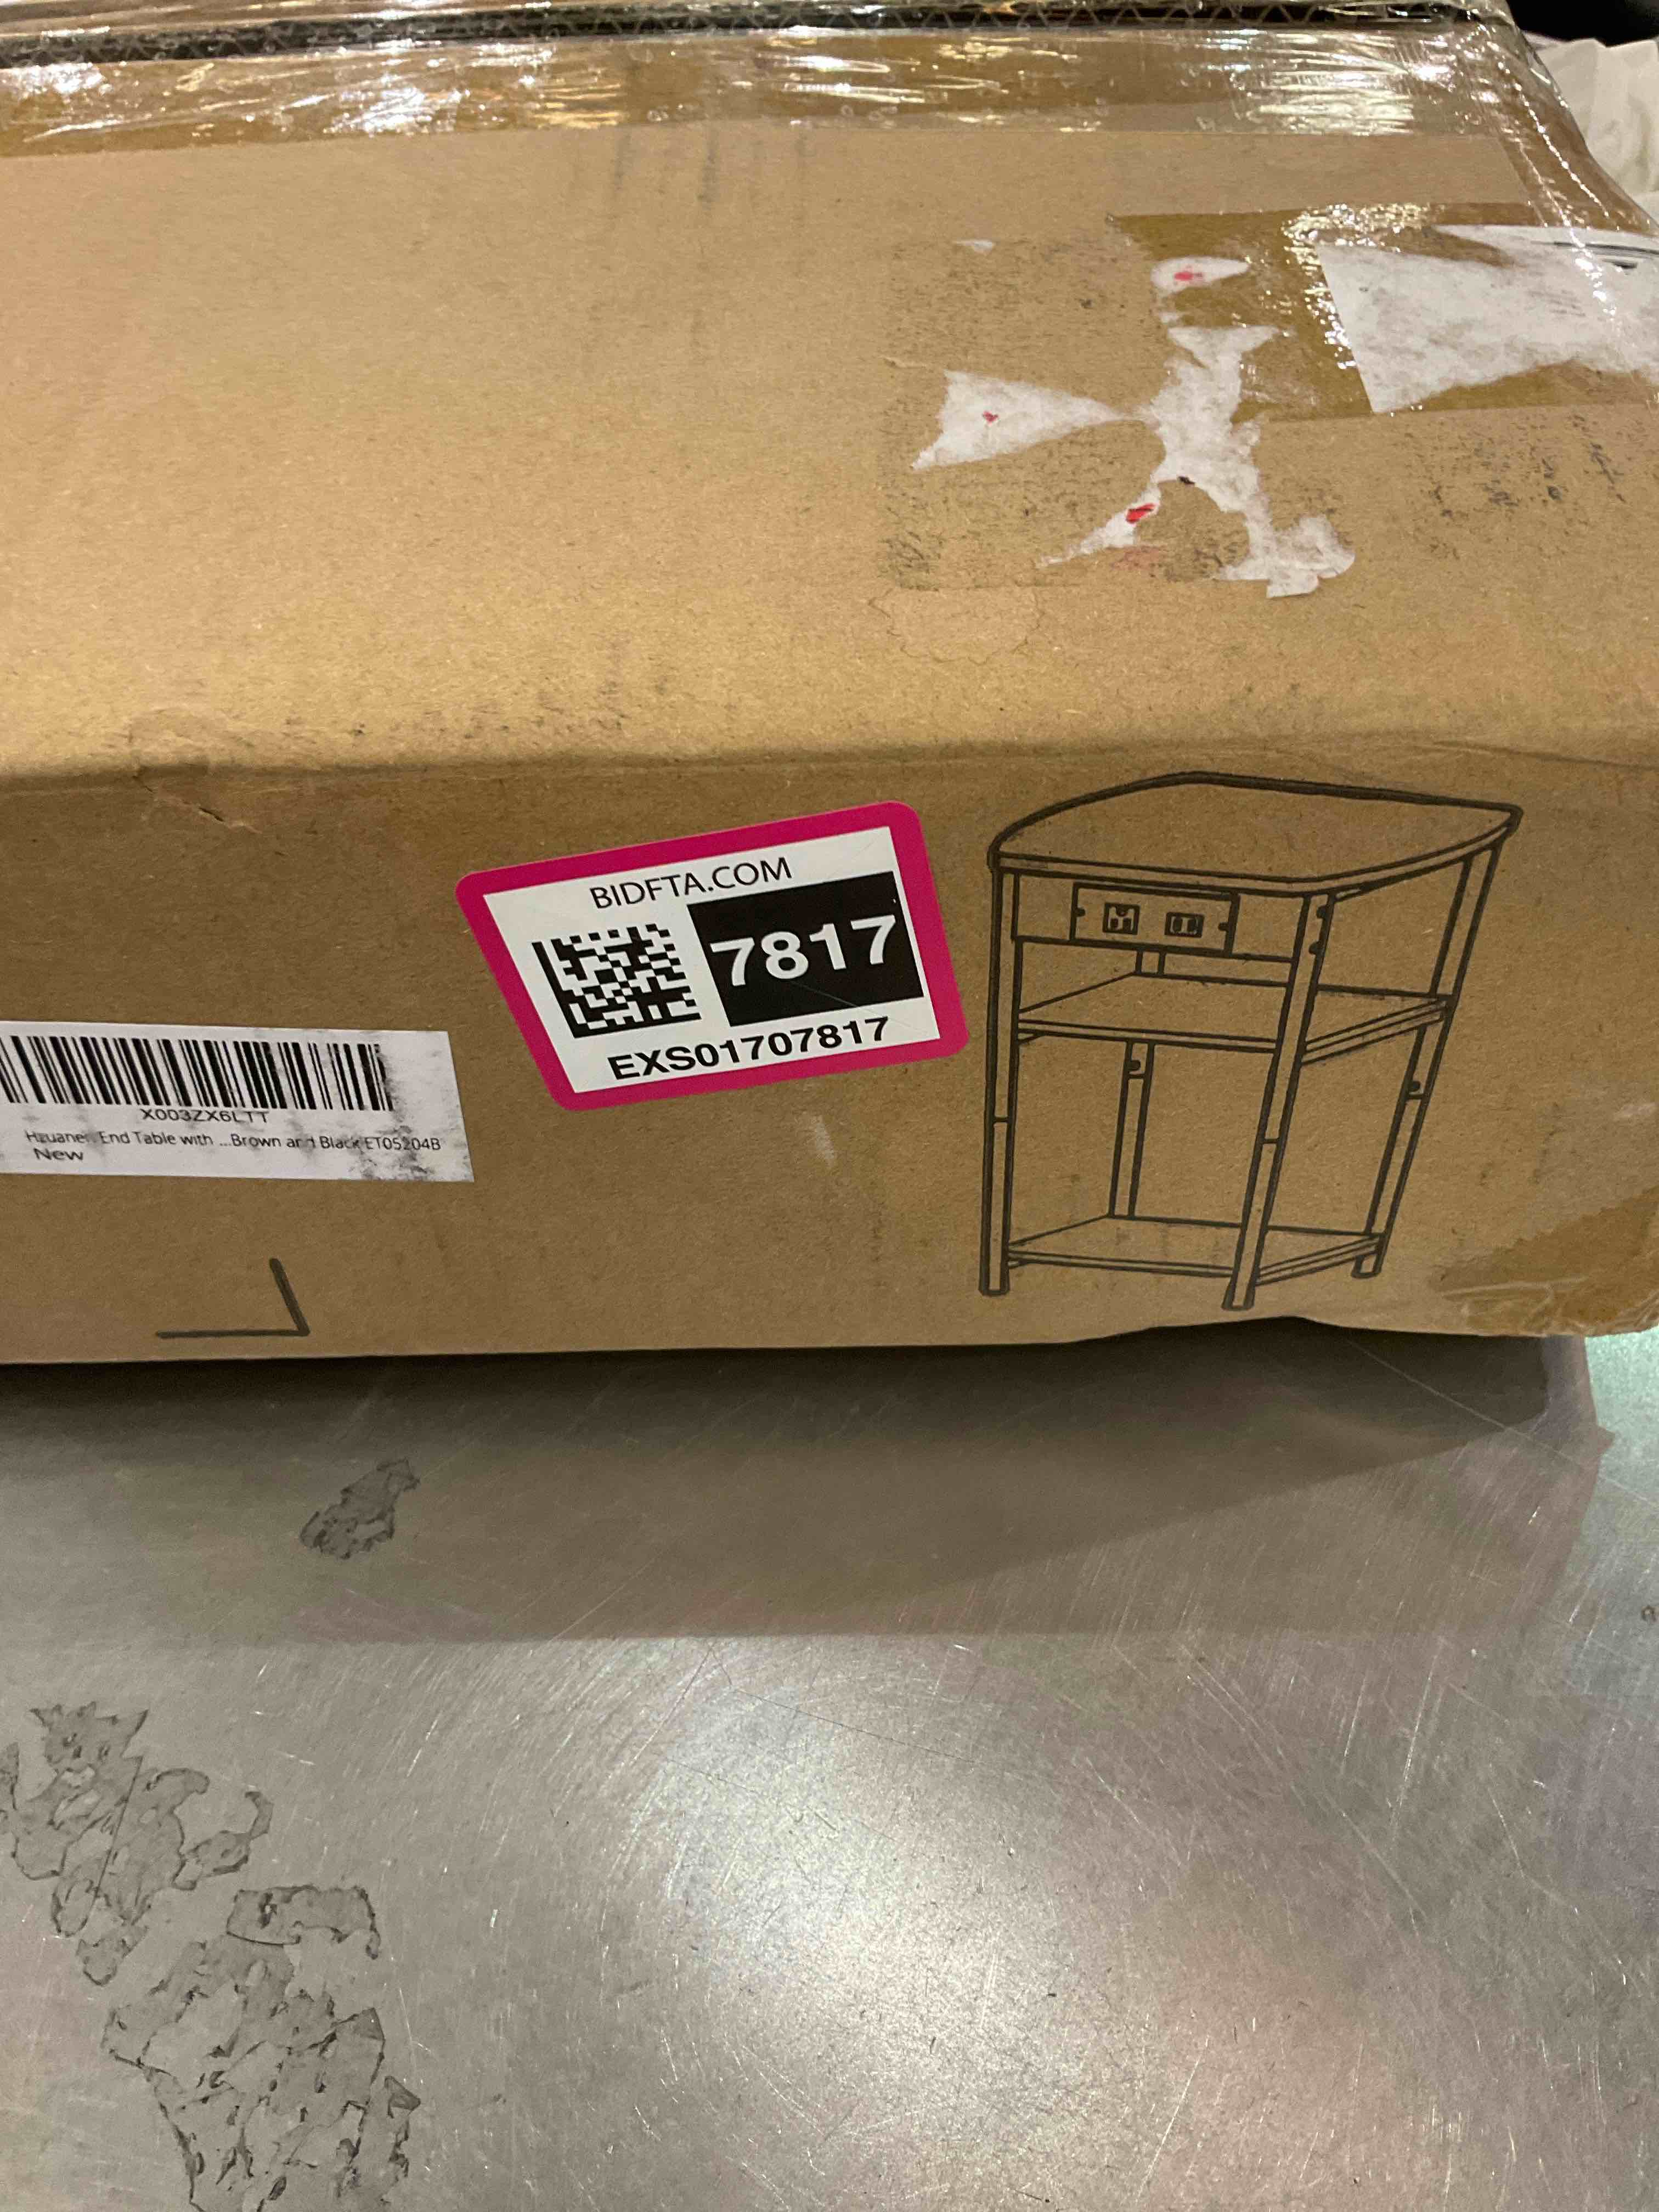 BIDFTA.COM
7817
EXS01707817
X003ZX6LTT
End Table with ...Brown and Black ET05204B
New